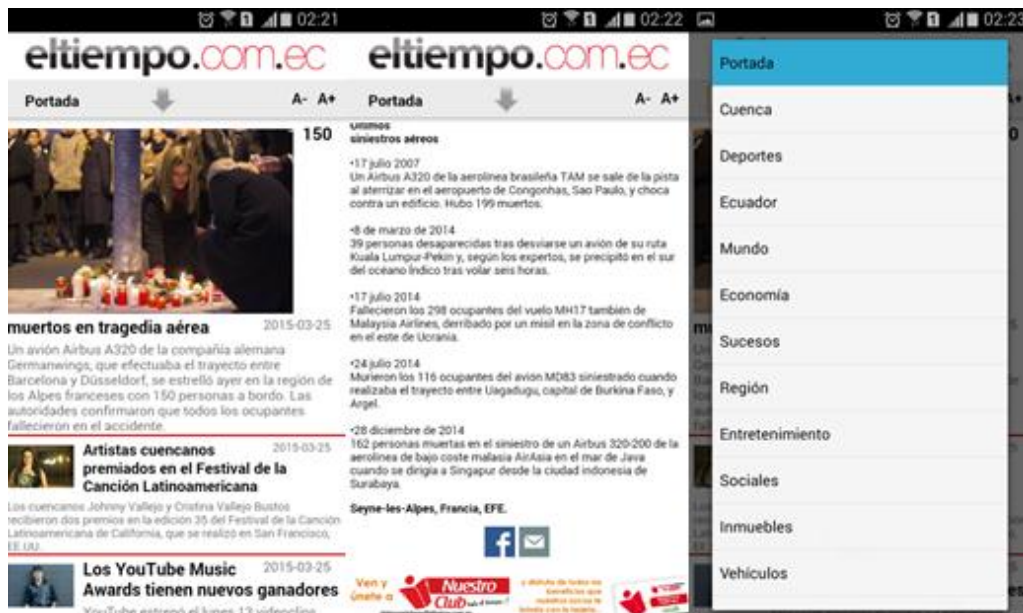 02:21
eltiempo.com.ec
Portada
A- A+
150
muertos en tragedia aérea
2015-03-25
Un avión Airbus A320 de la compañía alemana
Germanwings, que efectuaba el trayecto entre
Barcelona y Düsseldorf, se estrelló ayer en la región de
los Alpes franceses con 150 personas a bordo. Las
autoridades confirmaron que todos los ocupantes
fallecieron en el accidente.
Artistas cuencanos
2015-03-25
premiados en el Festival de la
Canción Latinoamericana
Los cuencanos Johnny Vallejo y Cristina Vallejo Bustos
recibieron dos premios en la edición 35 del Festival de la Canción
Latinoamericana de California, que se realizó en San Francisco,
EE.UU.
Los YouTube Music
2015-03-25
Awards tienen nuevos ganadores
YouTube estrenó el lunes 13 videoclips
02:22
eltiempo.com.ec
Portada
A- A+
Últimos
siniestros aéreos
•17 julio 2007
Un Airbus A320 de la aerolínea brasileña TAM se sale de la pista
al aterrizar en el aeropuerto de Congonhas, Sao Paulo, y choca
contra un edificio. Hubo 199 muertos.
•8 de marzo de 2014
39 personas desaparecidas tras desviarse un avión de su ruta
Kuala Lumpur-Pekín y, según los expertos, se precipitó en el sur
del océano Índico tras volar seis horas.
•17 julio 2014
Fallecieron los 298 ocupantes del vuelo MH17 también de
Malaysia Airlines, derribado por un misil en la zona de conflicto
en el este de Ucrania.
•24 julio 2014
Murieron los 116 ocupantes del avión MD83 siniestrado cuando
realizaba el trayecto entre Uagadugu, capital de Burkina Faso, y
Argel.
•28 diciembre de 2014
162 personas muertas en el siniestro de un Airbus 320-200 de la
aerolínea de bajo coste malasia AirAsia en el mar de Java
cuando se dirigía a Singapur desde la ciudad indonesia de
Surabaya.
Seyne-les-Alpes, Francia, EFE.
Ven y
únete a
Nuestro
Club
02:23
Portada
Cuenca
Deportes
Ecuador
Mundo
Economía
Sucesos
Región
Entretenimiento
Sociales
Inmuebles
Vehículos